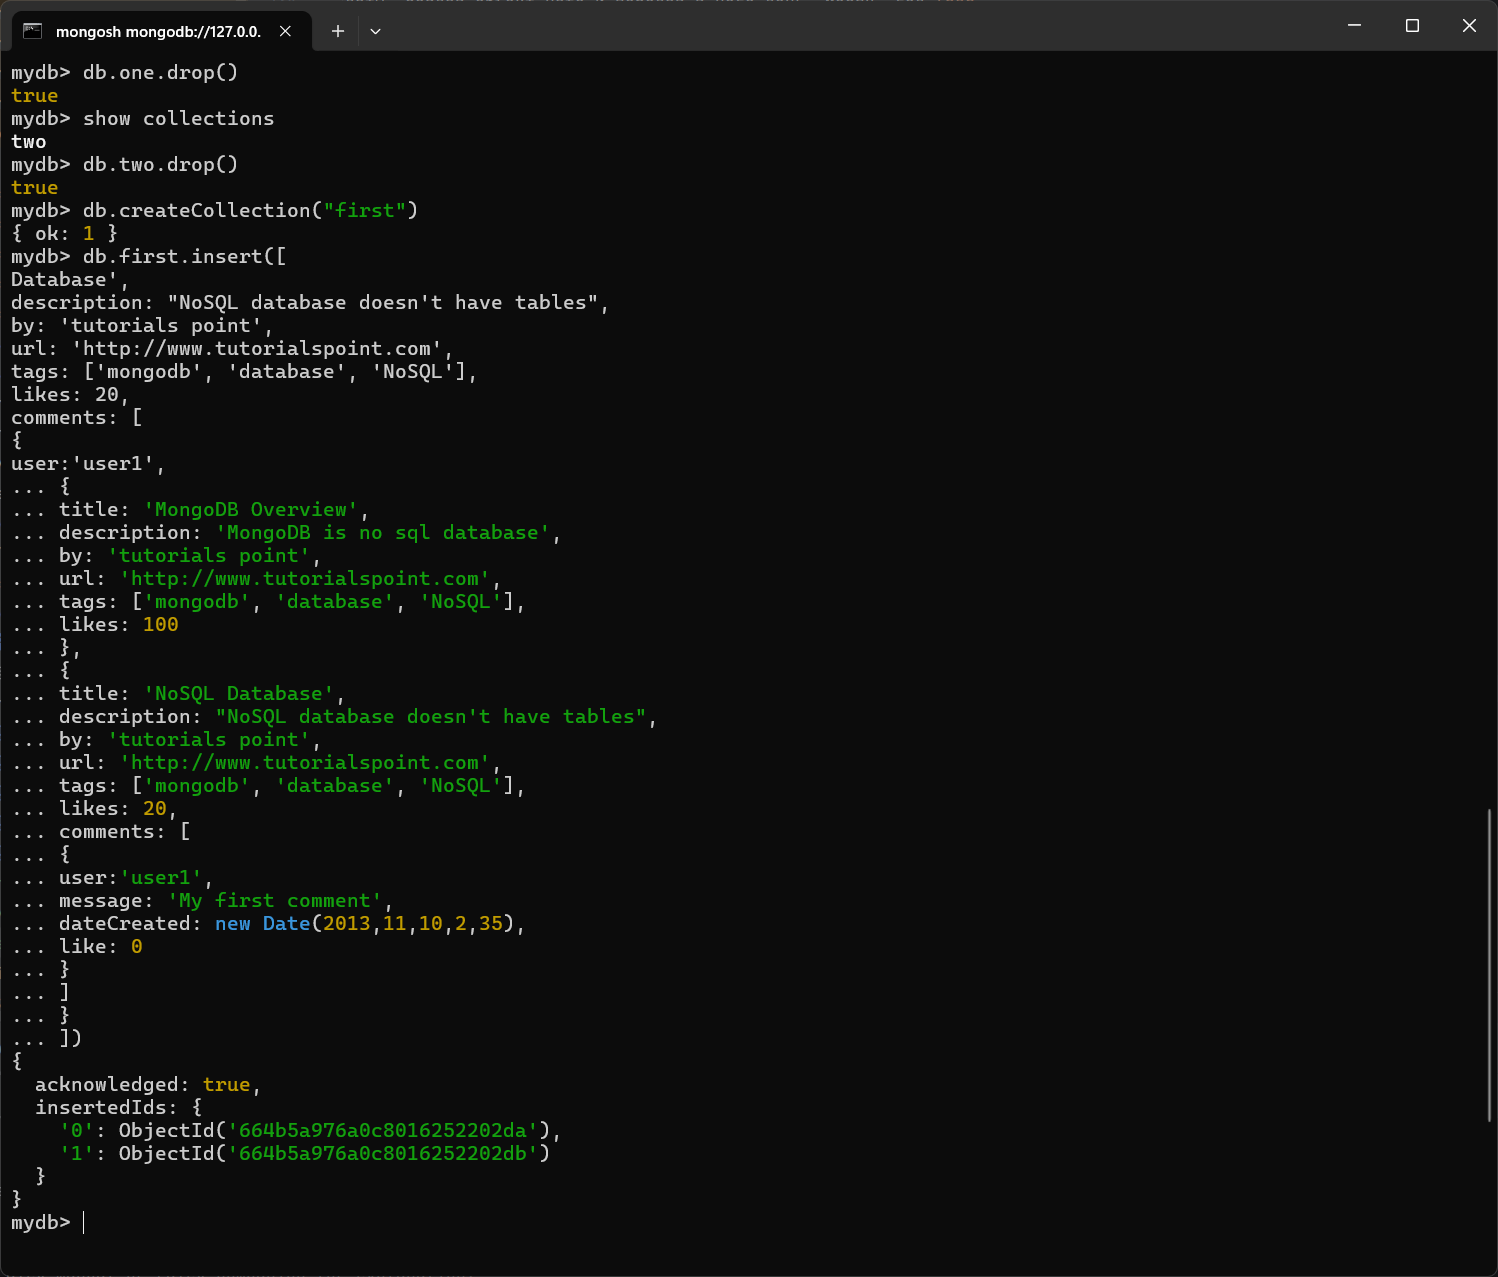 mongosh mongodb://127.0.0.
mydb> db.one.drop()
true
mydb> show collections
two
mydb> db.two.drop()
true
mydb> db.createCollection("first")
{ ok: 1 }
mydb> db.first.insert([
Database',
description: "NoSQL database doesn't have tables",
by: 'tutorials point',
url: 'http://www.tutorialspoint.com',
tags: ['mongodb', 'database', 'NoSQL'],
likes: 20,
comments: [
{
user:'user1',
... {
... title: 'MongoDB Overview',
... description: 'MongoDB is no sql database',
... by: 'tutorials point',
... url: 'http://www.tutorialspoint.com',
... tags: ['mongodb', 'database', 'NoSQL'],
... likes: 100
... },
... {
... title: 'NoSQL Database',
... description: "NoSQL database doesn't have tables",
... by: 'tutorials point',
... url: 'http://www.tutorialspoint.com',
... tags: ['mongodb', 'database', 'NoSQL'],
... likes: 20,
... comments: [
... {
... user:'user1',
... message: 'My first comment',
... dateCreated: new Date(2013,11,10,2,35),
... like: 0
... }
... ]
... }
... ])
{
  acknowledged: true,
  insertedIds: {
    '0': ObjectId('664b5a976a0c8016252202da'),
    '1': ObjectId('664b5a976a0c8016252202db')
  }
}
mydb>